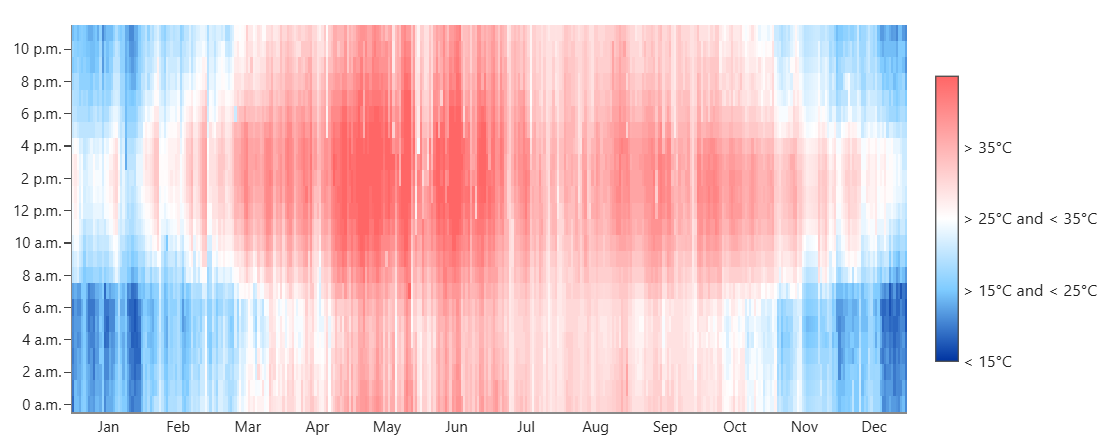 10 p.m.
8 p.m.
6 p.m.
4 p.m.
2 p.m.
12 p.m.
10 a.m.
8 a.m.
6 a.m.
4 a.m.
2 a.m.
0 a.m.
Jan Feb Mar Apr May Jun Jul Aug Sep Oct Nov Dec
> 35°C
> 25°C and < 35°C
> 15°C and < 25°C
< 15°C